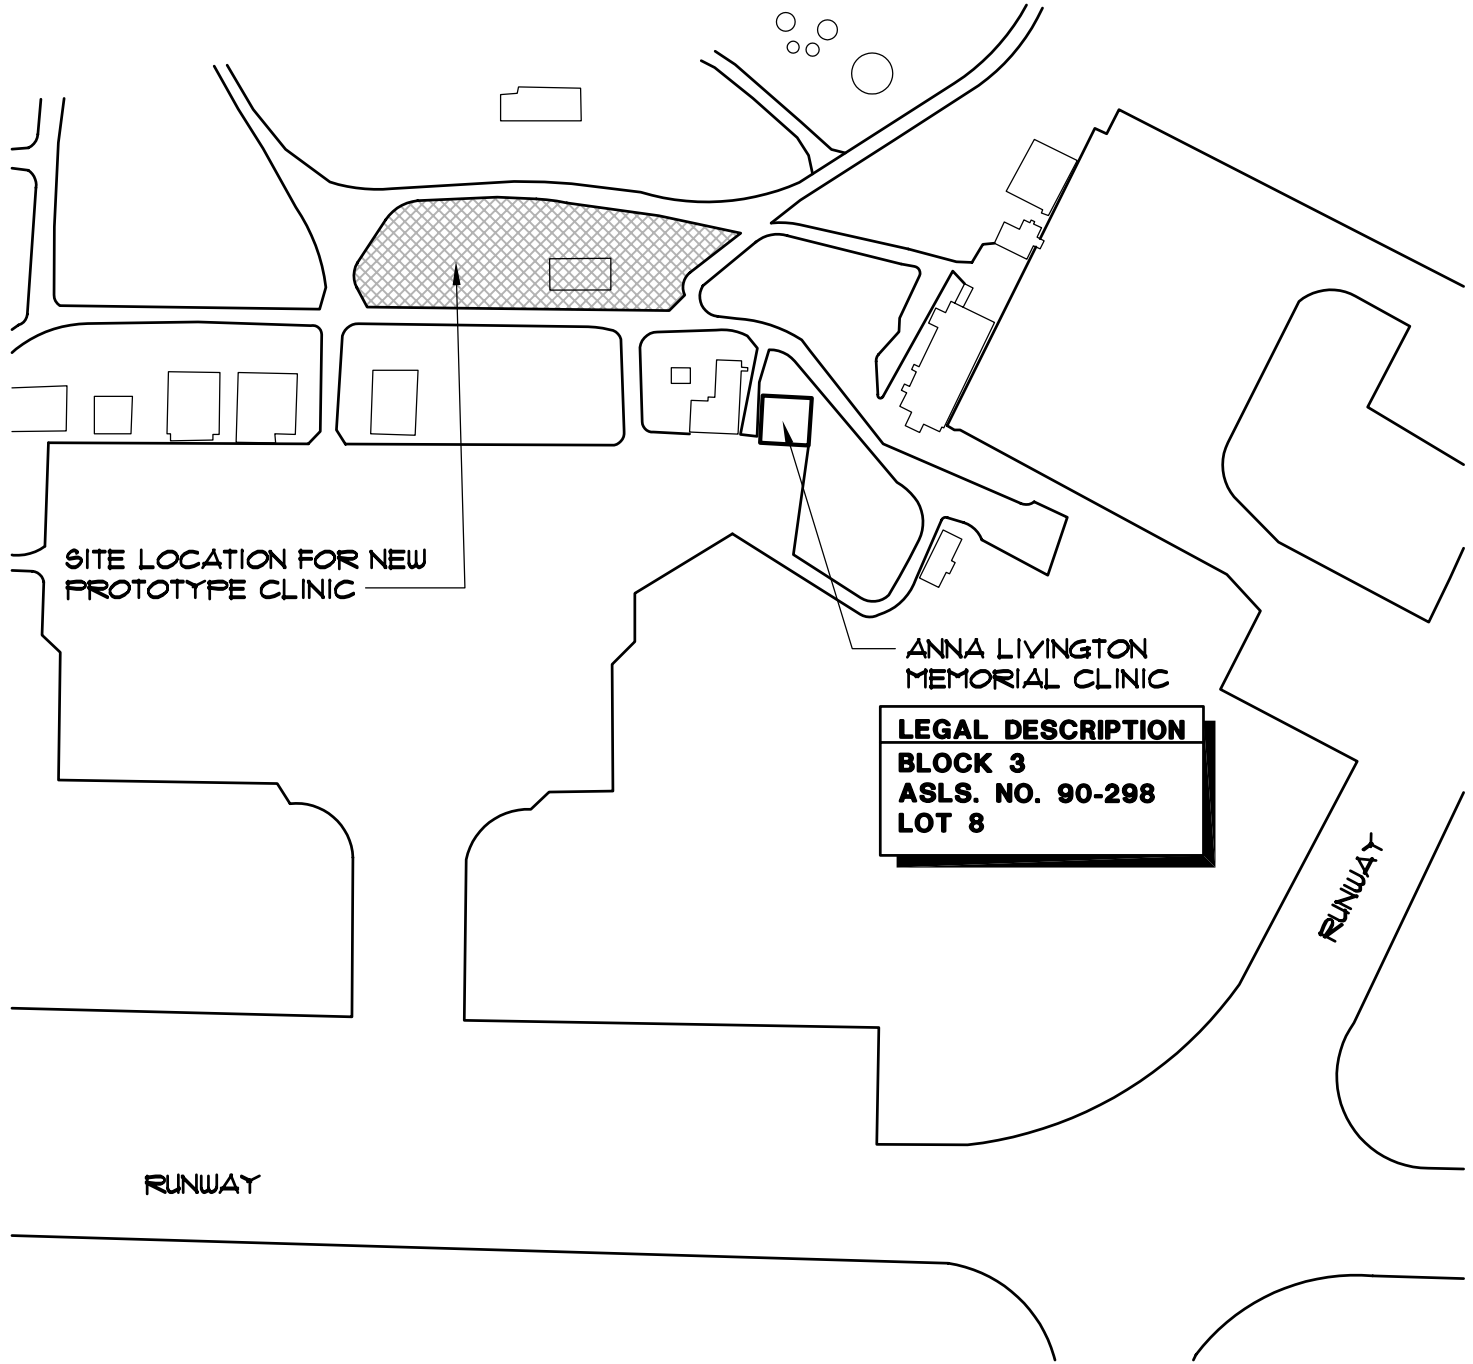 SITE LOCATION FOR NEW
PROTOTYPE CLINIC
ANNA LIVINGTON
MEMORIAL CLINIC
LEGAL DESCRIPTION
BLOCK 3
ASLS. NO. 90-298
LOT 8
RUNWAY
RUNWAY